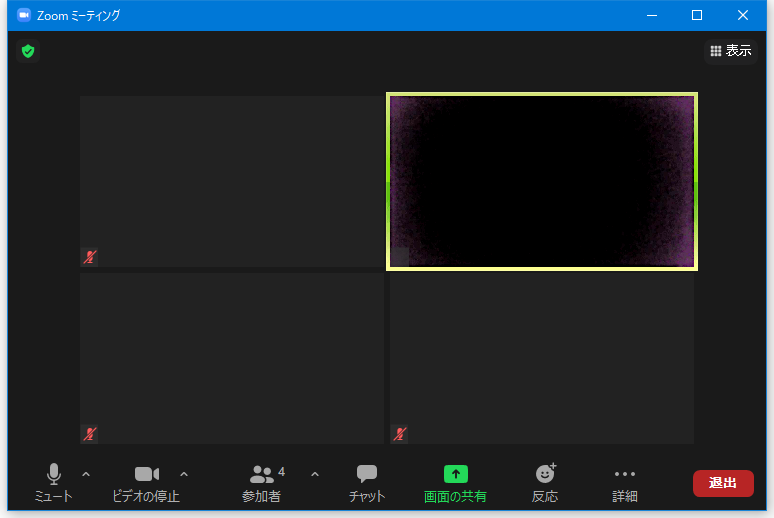 Zoom ミーティング
表示
4
ミュート
ビデオの停止
参加者
チャット
画面の共有
反応
詳細
退出